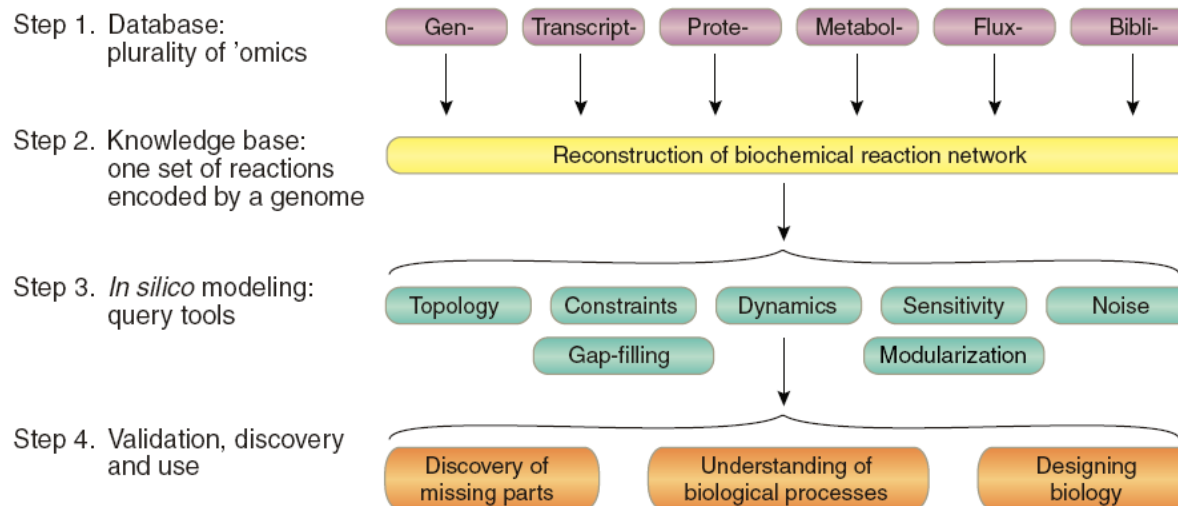 Step 1. Database:
plurality of ’omics
Gen-
Transcript-
Prote-
Metabol-
Flux-
Bibli-
Step 2. Knowledge base:
one set of reactions
encoded by a genome
Reconstruction of biochemical reaction network
Step 3. In silico modeling:
query tools
Topology
Constraints
Dynamics
Sensitivity
Noise
Gap-filling
Modularization
Step 4. Validation, discovery
and use
Discovery of
missing parts
Understanding of
biological processes
Designing
biology